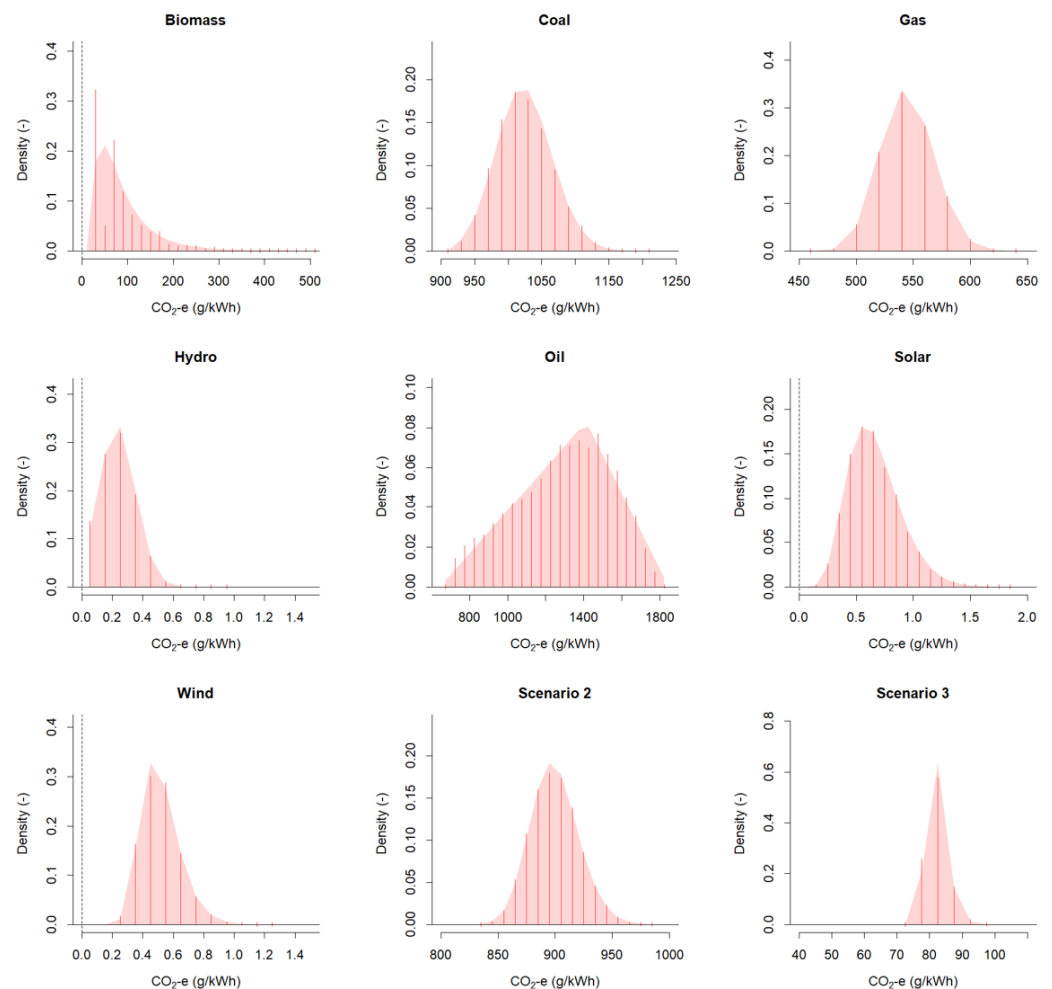 Biomass
Coal
Gas
Density (-)
0.0 0.1 0.2 0.3 0.4
0 100 200 300 400 500
CO₂-e (g/kWh)
Density (-)
0.00 0.05 0.10 0.15 0.20
900 950 1050 1150 1250
CO₂-e (g/kWh)
Density (-)
0.0 0.1 0.2 0.3 0.4
450 500 550 600 650
CO₂-e (g/kWh)
Hydro
Oil
Solar
Density (-)
0.0 0.1 0.2 0.3 0.4
0.0 0.2 0.4 0.6 0.8 1.0 1.2 1.4
CO₂-e (g/kWh)
Density (-)
0.00 0.02 0.04 0.06 0.08 0.10
800 1000 1400 1800
CO₂-e (g/kWh)
Density (-)
0.00 0.05 0.10 0.15 0.20
0.0 0.5 1.0 1.5 2.0
CO₂-e (g/kWh)
Wind
Scenario 2
Scenario 3
Density (-)
0.0 0.1 0.2 0.3 0.4
0.0 0.2 0.4 0.6 0.8 1.0 1.2 1.4
CO₂-e (g/kWh)
Density (-)
0.00 0.05 0.10 0.15 0.20
800 850 900 950 1000
CO₂-e (g/kWh)
Density (-)
0.0 0.2 0.4 0.6 0.8
40 50 60 70 80 90 100
CO₂-e (g/kWh)